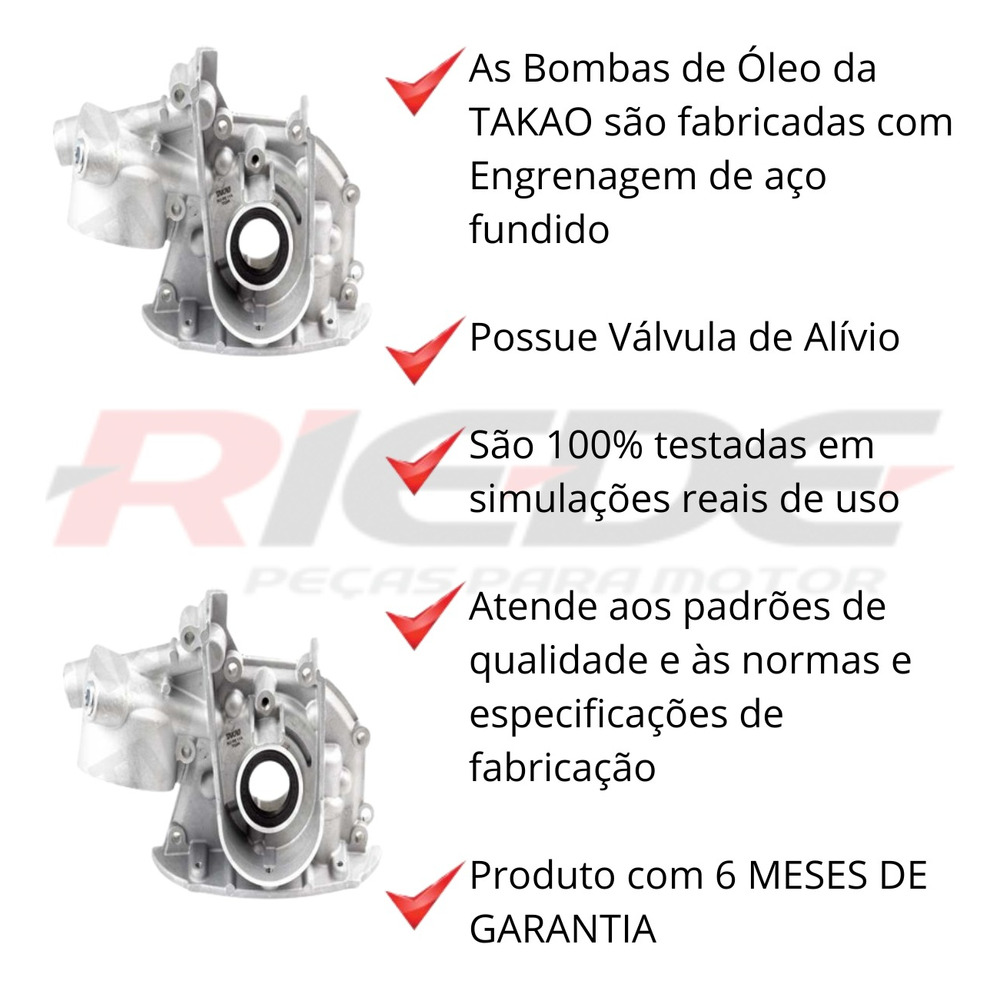 As Bombas de Óleo da
TAKAO são fabricadas com
Engrenagem de aço
fundido
Possue Válvula de Alívio
RIEDE
São 100% testadas em
simulações reais de uso
PEÇAS PARA MOTOR
Atende aos padrões de
qualidade e às normas e
especificações de
fabricação
Produto com 6 MESES DE
GARANTIA
TAKAO
TAKAO